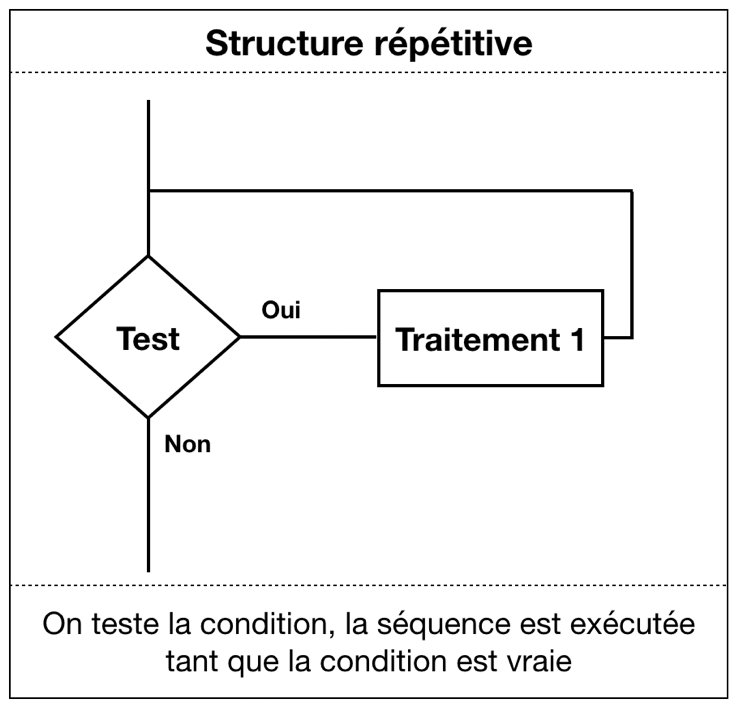 Structure répétitive
Oui
Test
Traitement 1
Non
On teste la condition, la séquence est exécutée
tant que la condition est vraie